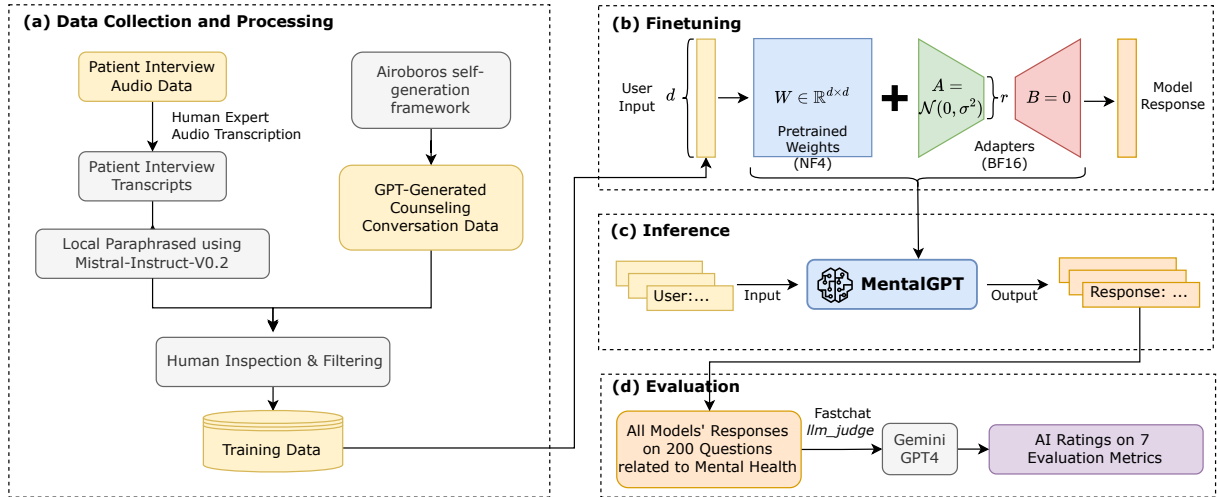 (a) Data Collection and Processing
Patient Interview
Audio Data
Airoboros self-
generation
framework
Human Expert
Audio Transcription
Patient Interview
Transcripts
GPT-Generated
Counseling
Conversation Data
Local Paraphrased using
Mistral-Instruct-V0.2
Human Inspection & Filtering
Training Data
(b) Finetuning
User
Input
d
W ∈ ℝ^{d×d}
Pretrained
Weights
(NF4)
A =
𝒩(0, σ²)
r
B = 0
Adapters
(BF16)
Model
Response
(c) Inference
User:...
Input
MentalGPT
Output
Response: ...
(d) Evaluation
All Models' Responses
on 200 Questions
related to Mental Health
Fastchat
llm_judge
Gemini
GPT4
AI Ratings on 7
Evaluation Metrics